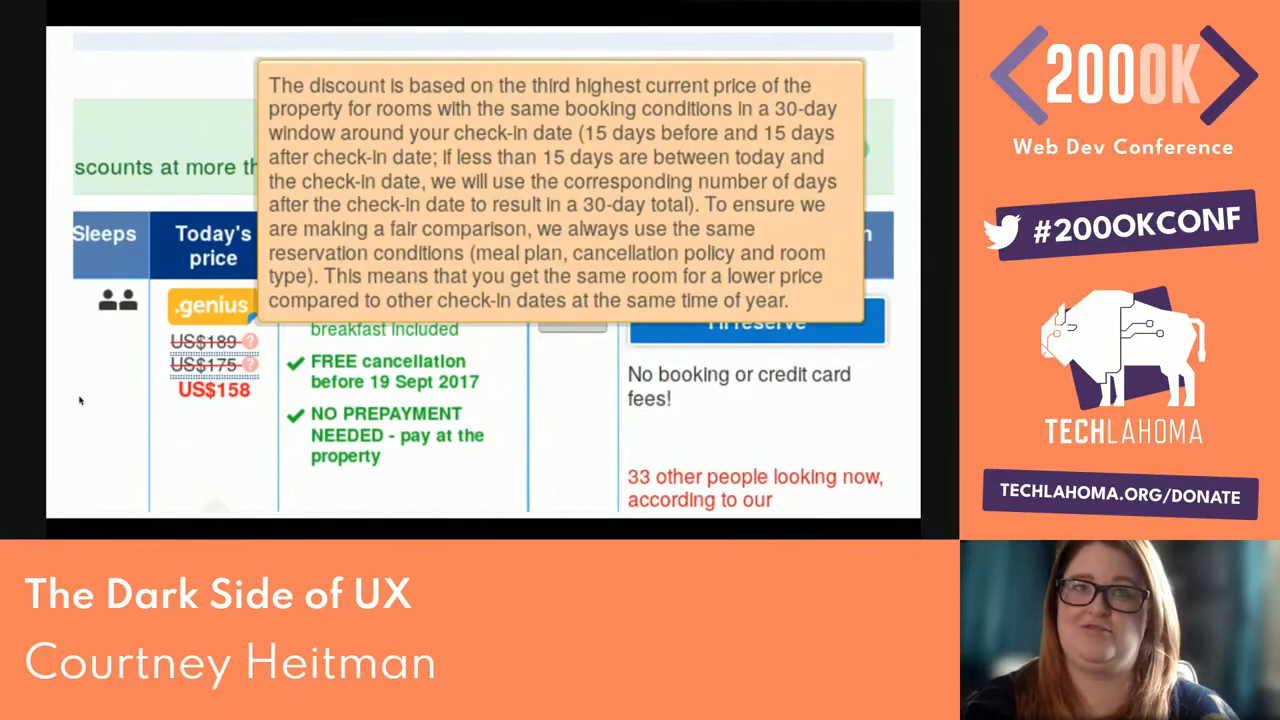 The discount is based on the third highest current price of the
property for rooms with the same booking conditions in a 30-day
window around your check-in date (15 days before and 15 days
after check-in date; if less than 15 days are between today and
the check-in date, we will use the corresponding number of days
after the check-in date to result in a 30-day total). To ensure we
are making a fair comparison, we always use the same
reservation conditions (meal plan, cancellation policy and room
type). This means that you get the same room for a lower price
compared to other check-in dates at the same time of year.
scounts at more th
Sleeps
Today's
price
n
.genius
US$189
US$175
US$158
breakfast included
FREE cancellation
before 19 Sept 2017
NO PREPAYMENT
NEEDED - pay at the
property
I'll reserve
No booking or credit card
fees!
33 other people looking now,
according to our
200OK
Web Dev Conference
#200OKCONF
TECHLAHOMA
TECHLAHOMA.ORG/DONATE
The Dark Side of UX
Courtney Heitman